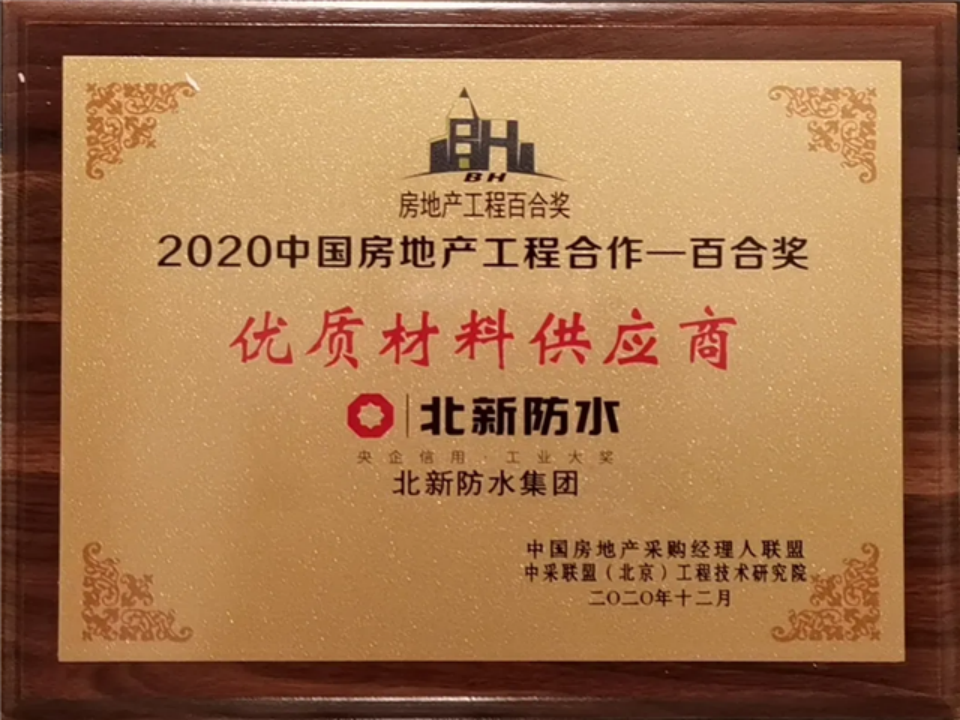 BH
BH
房地产工程百合奖
2020中国房地产工程合作—百合奖
优质材料供应商
北新防水
央企信用·工业大奖
北新防水集团
中国房地产采购经理人联盟
中采联盟（北京）工程技术研究院
二〇二〇年十二月